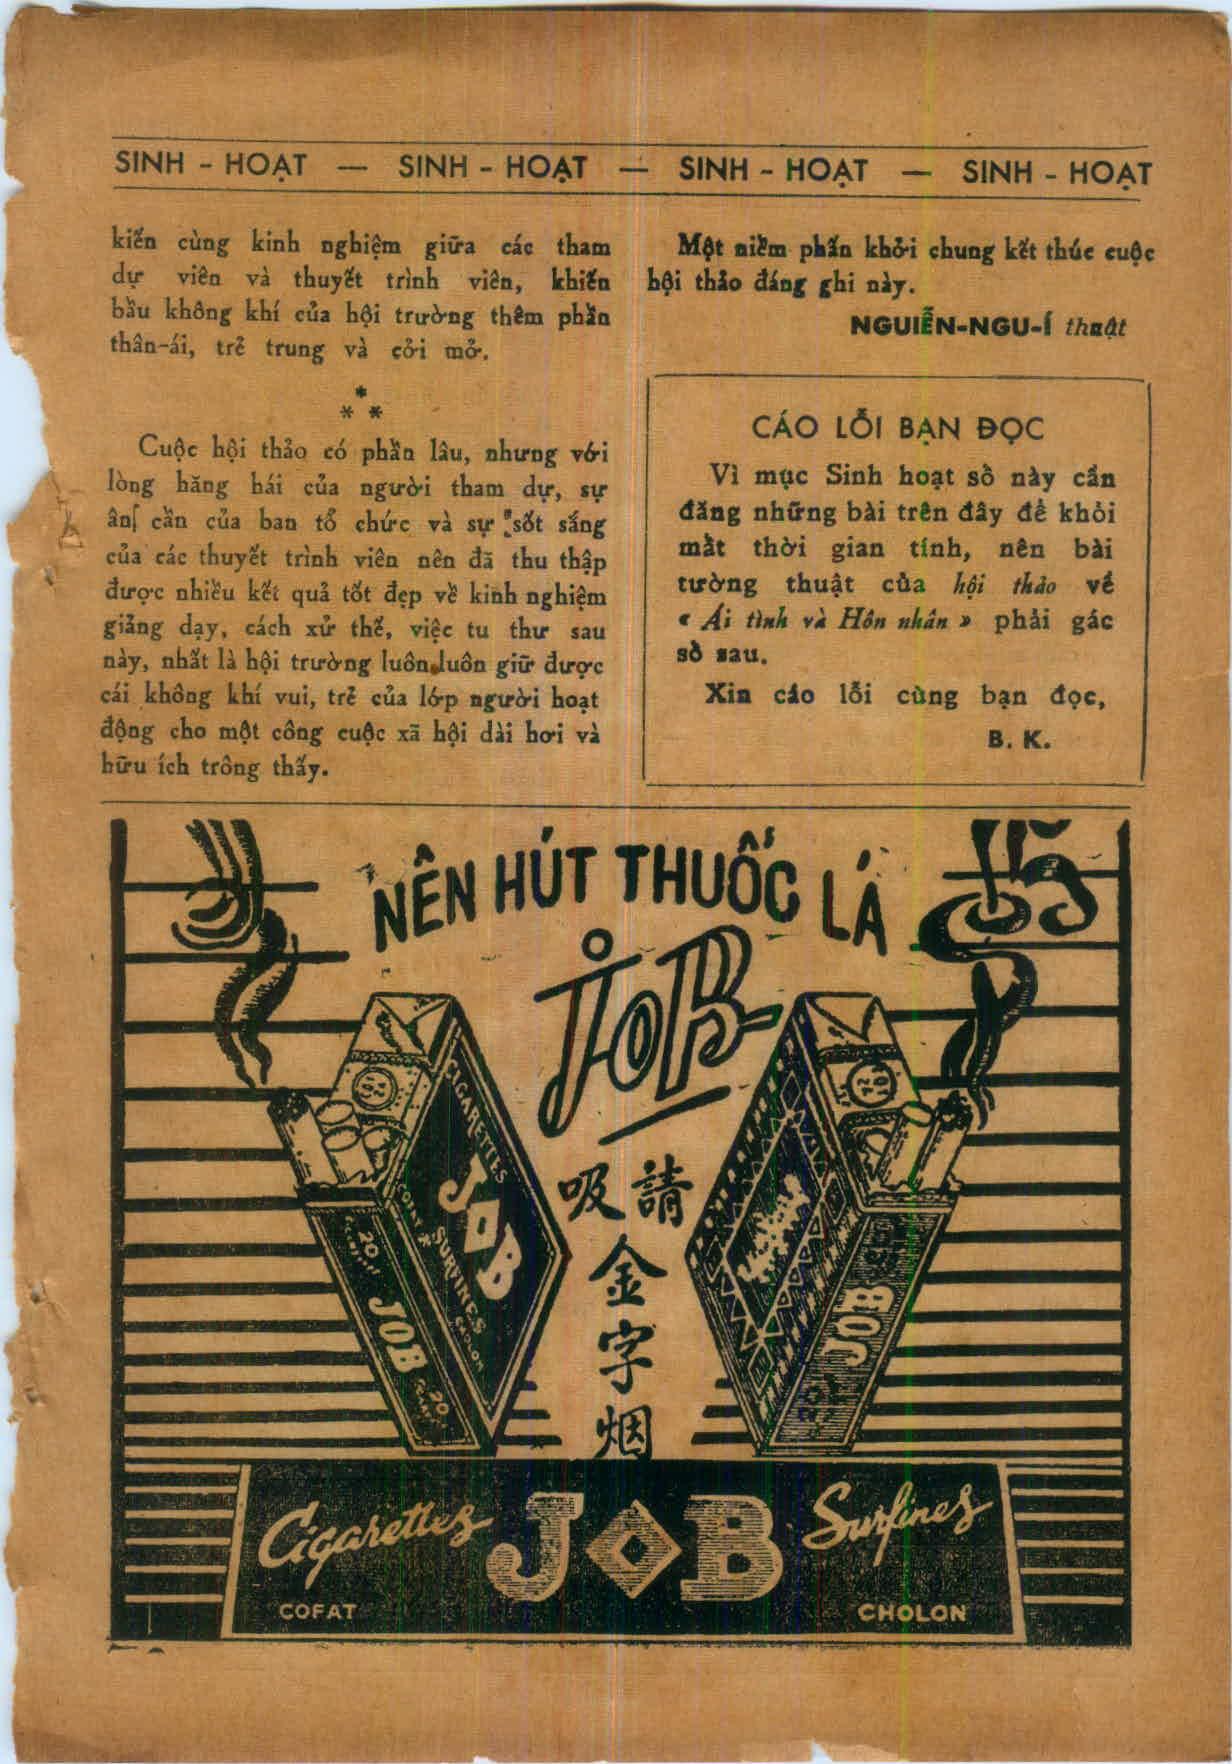 SINH - HOẠT — SINH - HOẠT — SINH - HOẠT — SINH - HOẠT
kiến cùng kinh nghiệm giữa các tham
dự viên và thuyết trình viên, khiến
bầu không khí của hội trường thêm phần
thân-ái, trẻ trung và cởi mở.
*
* *
Cuộc hội thảo có phần lâu, nhưng với
lòng hăng hái của người tham dự, sự
ân cần của ban tổ chức và sự sốt sắng
của các thuyết trình viên nên đã thu thập
được nhiều kết quả tốt đẹp về kinh nghiệm
giảng dạy, cách xử thế, việc tu thư sau
này, nhất là hội trường luôn luôn giữ được
cái không khí vui, trẻ của lớp người hoạt
động cho một công cuộc xã hội dài hơi và
hữu ích trông thấy.
Một niềm phấn khởi chung kết thúc cuộc
hội thảo đáng ghi này.
NGUIỄN-NGU-Í thuật
CÁO LỖI BẠN ĐỌC
Vì mục Sinh hoạt số này cần
đăng những bài trên đây để khỏi
mất thời gian tính, nên bài
tường thuật của hội thảo về
« Ái tình và Hôn nhân » phải gác
số sau.
Xin cáo lỗi cùng bạn đọc,
B. K.
NÊN HÚT THUỐC LÁ
JOB
請吸
金
字
烟
CIGARETTES
JOB
SURFINES
20
JOB
20
JOB
Cigarettes JOB Surfines
COFAT CHOLON